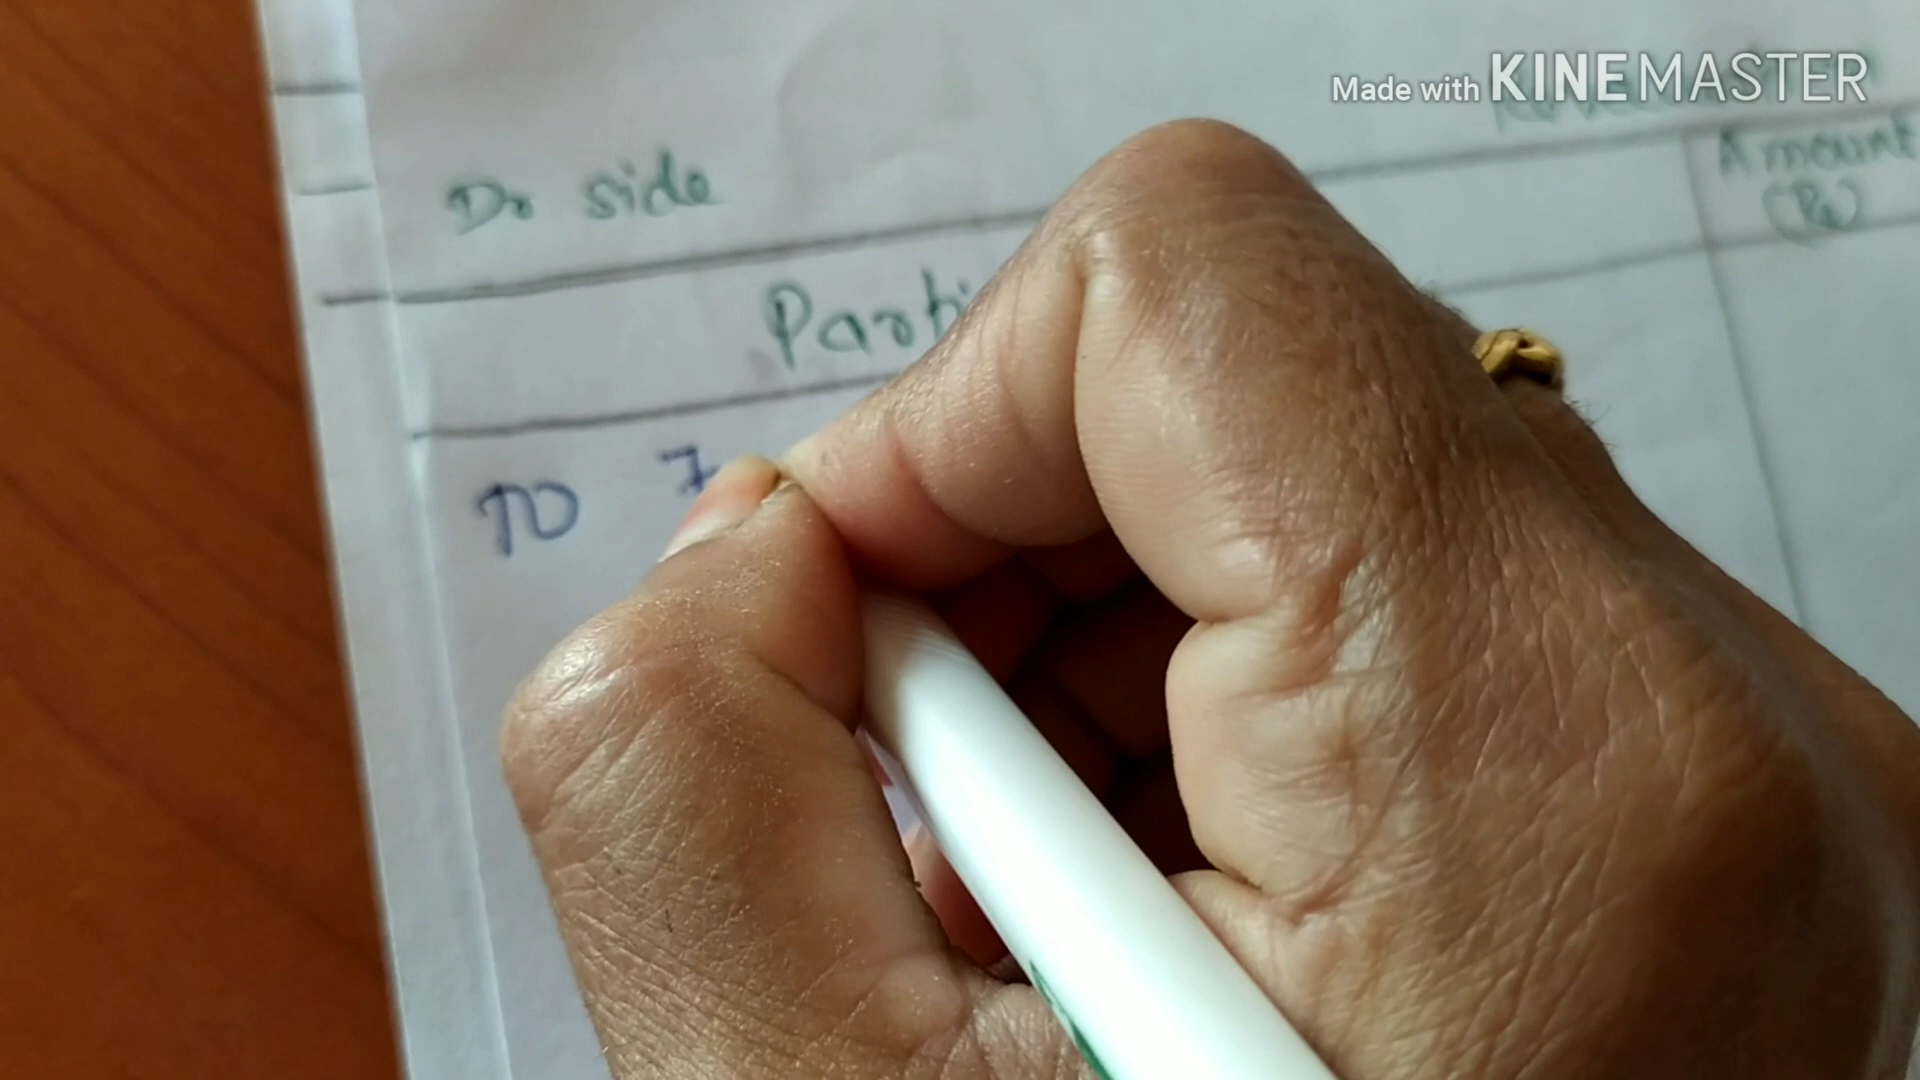 Made with KINEMASTER
Dr side
Amount
(Rs)
Parti
TO